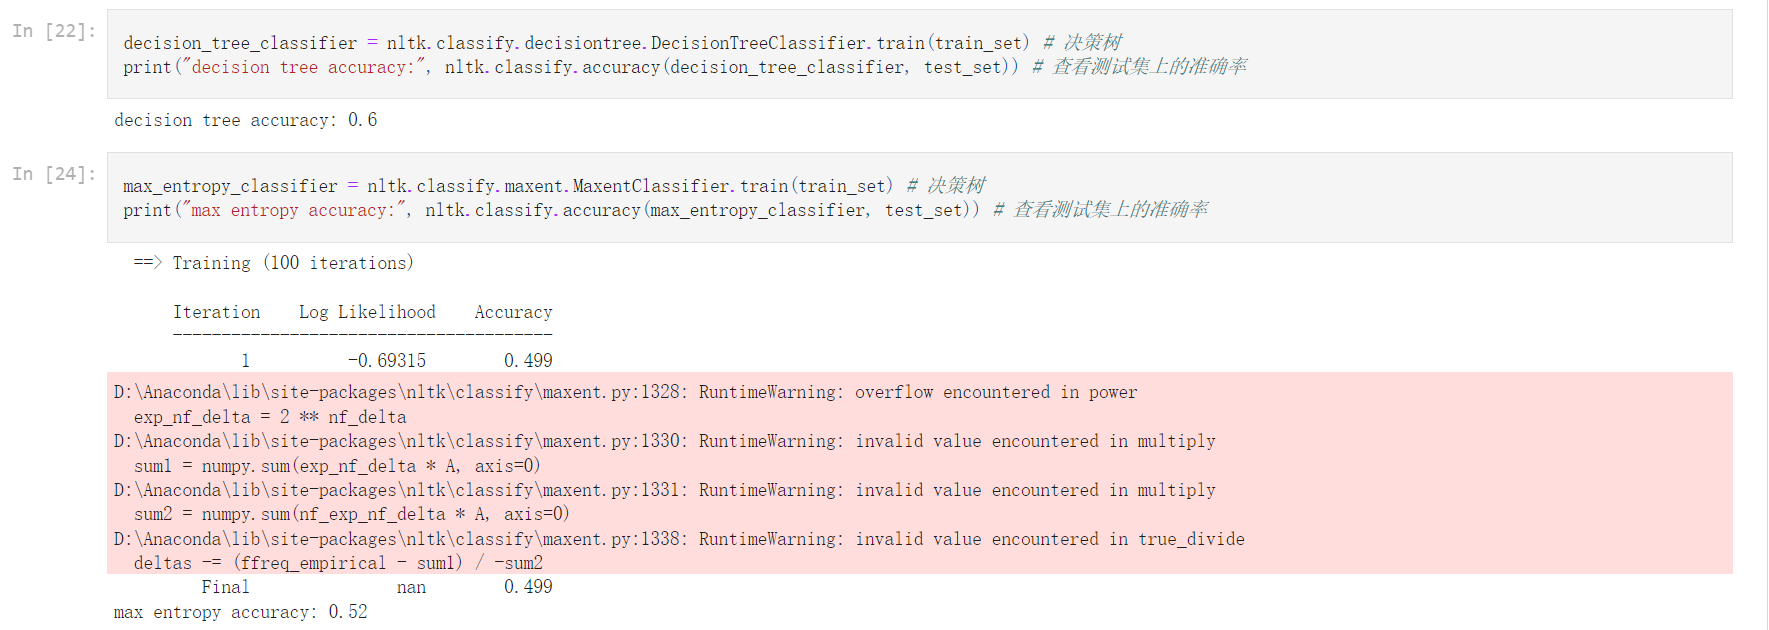 In [22]:
decision_tree_classifier = nltk.classify.decisiontree.DecisionTreeClassifier.train(train_set) # 决策树
print("decision tree accuracy:", nltk.classify.accuracy(decision_tree_classifier, test_set)) # 查看测试集上的准确率
decision tree accuracy: 0.6
In [24]:
max_entropy_classifier = nltk.classify.maxent.MaxentClassifier.train(train_set) # 决策树
print("max entropy accuracy:", nltk.classify.accuracy(max_entropy_classifier, test_set)) # 查看测试集上的准确率
==> Training (100 iterations)
Iteration    Log Likelihood    Accuracy
---------------------------------------
1          -0.69315        0.499
D:\Anaconda\lib\site-packages\nltk\classify\maxent.py:1328: RuntimeWarning: overflow encountered in power
exp_nf_delta = 2 ** nf_delta
D:\Anaconda\lib\site-packages\nltk\classify\maxent.py:1330: RuntimeWarning: invalid value encountered in multiply
sum1 = numpy.sum(exp_nf_delta * A, axis=0)
D:\Anaconda\lib\site-packages\nltk\classify\maxent.py:1331: RuntimeWarning: invalid value encountered in multiply
sum2 = numpy.sum(nf_exp_nf_delta * A, axis=0)
D:\Anaconda\lib\site-packages\nltk\classify\maxent.py:1338: RuntimeWarning: invalid value encountered in true_divide
deltas -= (ffreq_empirical - sum1) / -sum2
Final               nan        0.499
max entropy accuracy: 0.52